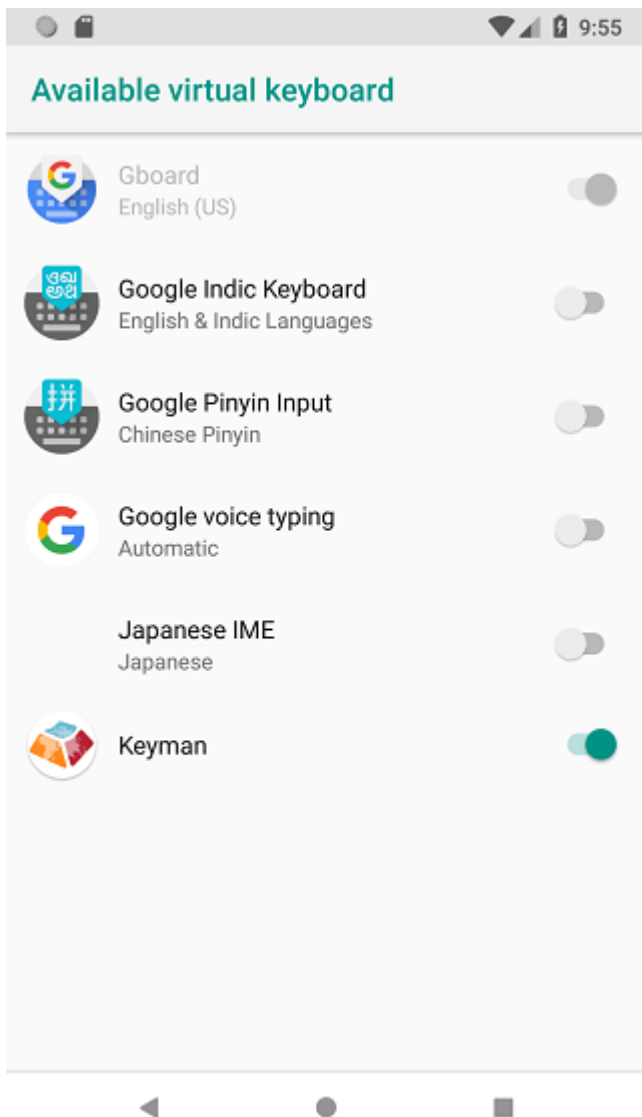 9:55
Available virtual keyboard
Gboard
English (US)
Google Indic Keyboard
English & Indic Languages
拼
Google Pinyin Input
Chinese Pinyin
G
Google voice typing
Automatic
Japanese IME
Japanese
Keyman